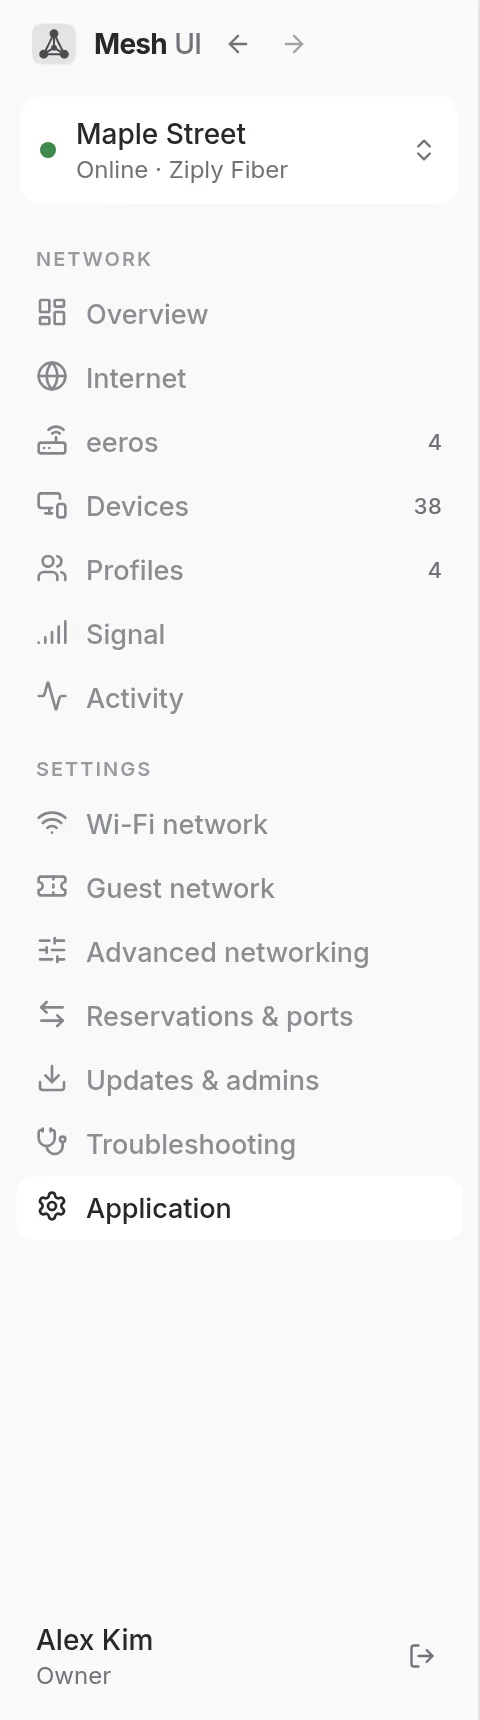 Mesh UI
Maple Street
Online · Ziply Fiber
NETWORK
Overview
Internet
eeros 4
Devices 38
Profiles 4
Signal
Activity
SETTINGS
Wi-Fi network
Guest network
Advanced networking
Reservations & ports
Updates & admins
Troubleshooting
Application
Alex Kim
Owner